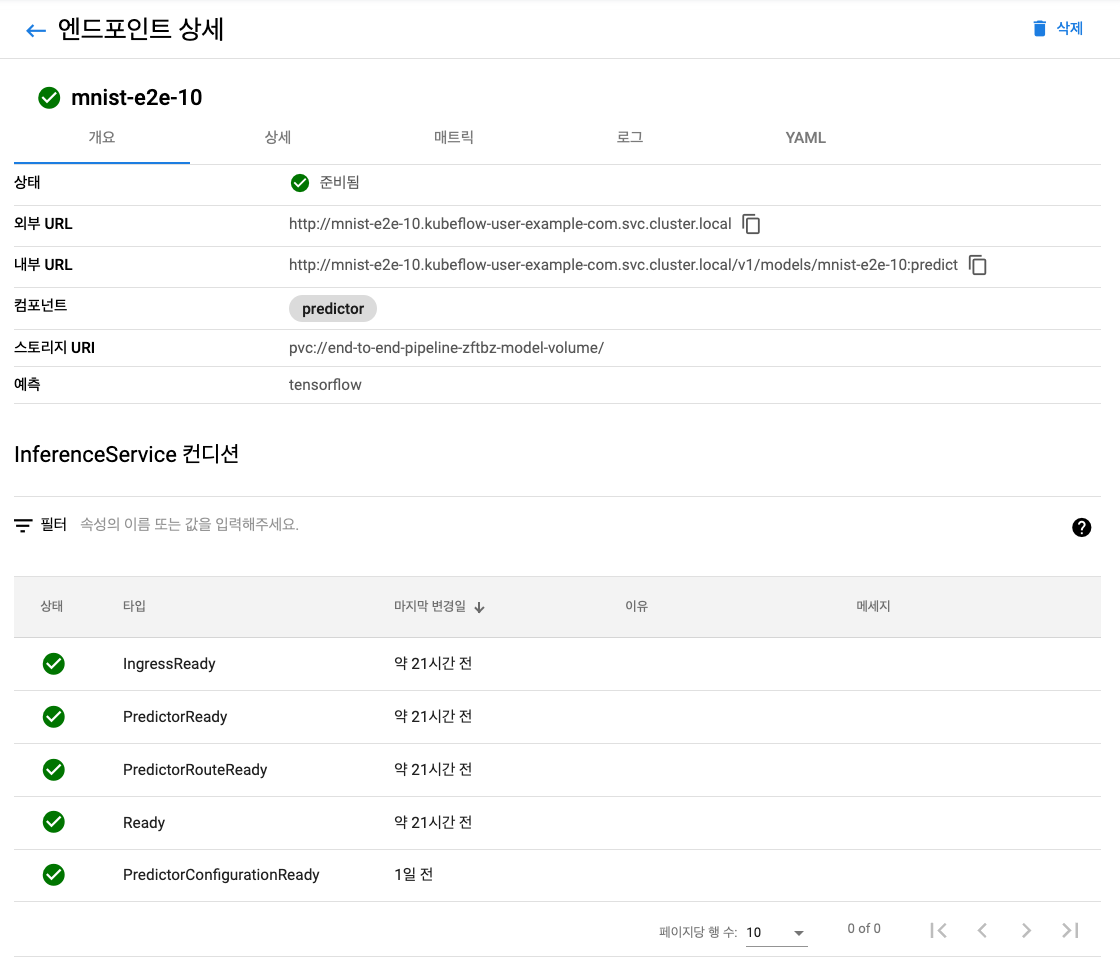 엔드포인트 상세 삭제
mnist-e2e-10
개요 상세 매트릭 로그 YAML
상태 준비됨
외부 URL http://mnist-e2e-10.kubeflow-user-example-com.svc.cluster.local
내부 URL http://mnist-e2e-10.kubeflow-user-example-com.svc.cluster.local/v1/models/mnist-e2e-10:predict
컴포넌트 predictor
스토리지 URI pvc://end-to-end-pipeline-zftbz-model-volume/
예측 tensorflow
InferenceService 컨디션
필터 속성의 이름 또는 값을 입력해주세요.
상태 타입 마지막 변경일 이유 메세지
IngressReady 약 21시간 전
PredictorReady 약 21시간 전
PredictorRouteReady 약 21시간 전
Ready 약 21시간 전
PredictorConfigurationReady 1일 전
페이지당 행 수: 10 0 of 0